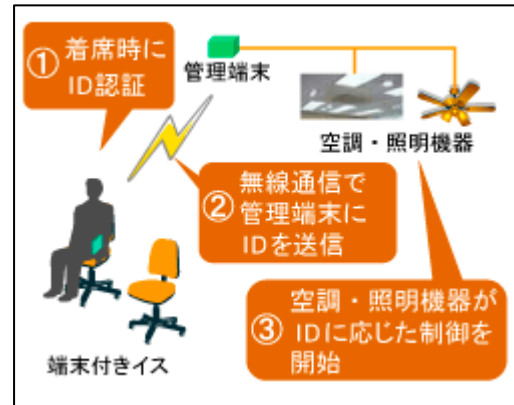 ① 着席時に
ID認証
管理端末
空調・照明機器
② 無線通信で
管理端末に
IDを送信
③ 空調・照明機器が
IDに応じた制御を
開始
端末付きイス